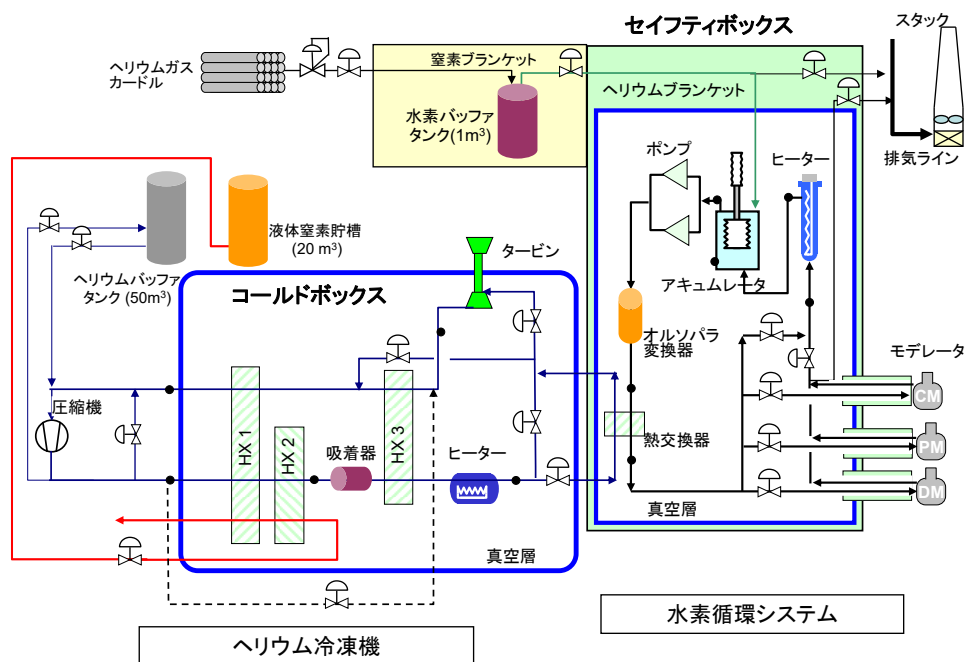 セイフティボックス
スタック
ヘリウムガス
カードル
窒素ブランケット
水素バッファ
タンク(1m³)
ヘリウムブランケット
排気ライン
ポンプ
ヒーター
アキュムレータ
液体窒素貯槽
(20 m³)
ヘリウムバッファ
タンク (50m³)
タービン
コールドボックス
オルソパラ
変換器
モデレータ
CM
PM
DM
圧縮機
HX 1
HX 2
吸着器
HX 3
ヒーター
熱交換器
真空層
真空層
水素循環システム
ヘリウム冷凍機